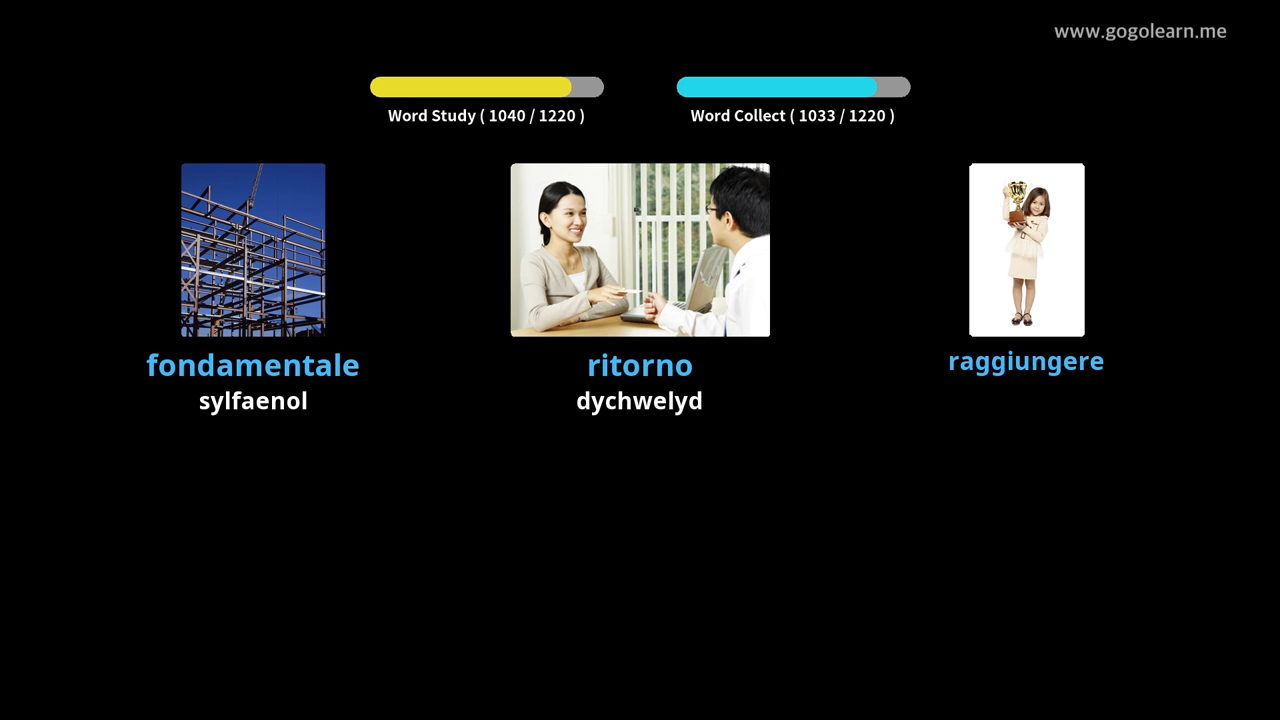 www.gogolearn.me
Word Study ( 1040 / 1220 )
Word Collect ( 1033 / 1220 )
fondamentale
sylfaenol
ritorno
dychwelyd
raggiungere